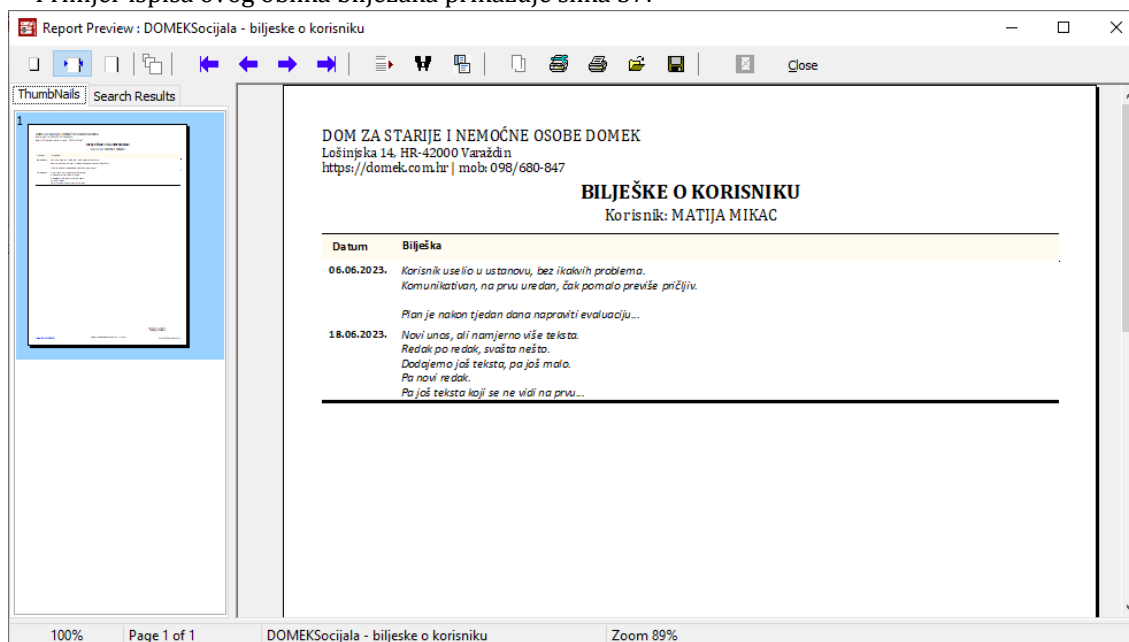 Primjer ispisa ovog oblika bilježaka prikazuje slika 37.
Report Preview : DOMEKSocijala - bilješke o korisniku
Close
ThumbNails Search Results
1
DOM ZA STARIJE I NEMOĆNE OSOBE DOMEK
Lošinjska 14, HR-42000 Varaždin
https://domek.com.hr | mob: 098/680-847
BILJEŠKE O KORISNIKU
Korisnik: MATIJA MIKAC
Datum Bilješka
06.06.2023. Korisnik uselio u ustanovu, bez ikakvih problema.
Komunikativan, na prvu uredan, čak pomalo previše pričljiv.
Plan je nakon tjedan dana napraviti evaluaciju...
18.06.2023. Novi unos, ali namjerno više teksta.
Redak po redak, svašta nešto.
Dodajemo još teksta, pa još malo.
Pa novi redak.
Pa još teksta koji se ne vidi na prvu...
100% Page 1 of 1 DOMEKSocijala - bilješke o korisniku Zoom 89%